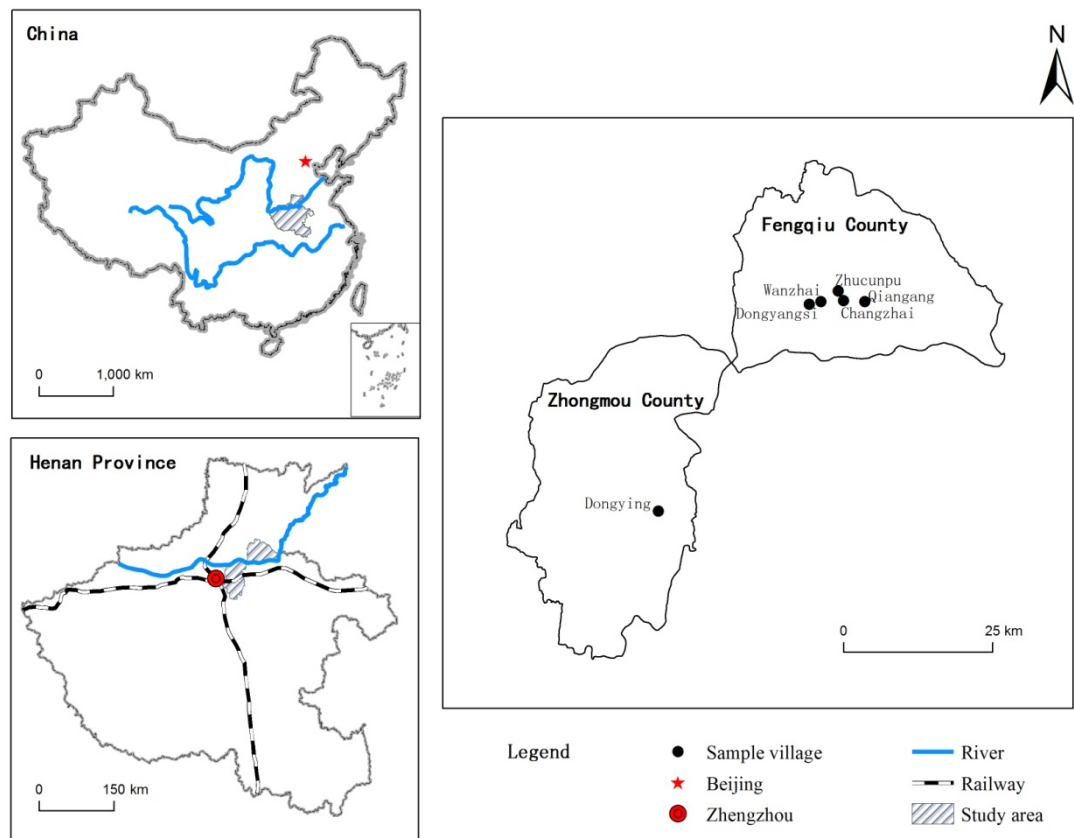 China
0 1,000 km
Henan Province
0 150 km
N
Fengqiu County
Zhucunpu
Wanzhai
Qiangang
Dongyangsi
Changzhai
Zhongmou County
Dongying
0 25 km
Legend
Sample village
River
Beijing
Railway
Zhengzhou
Study area